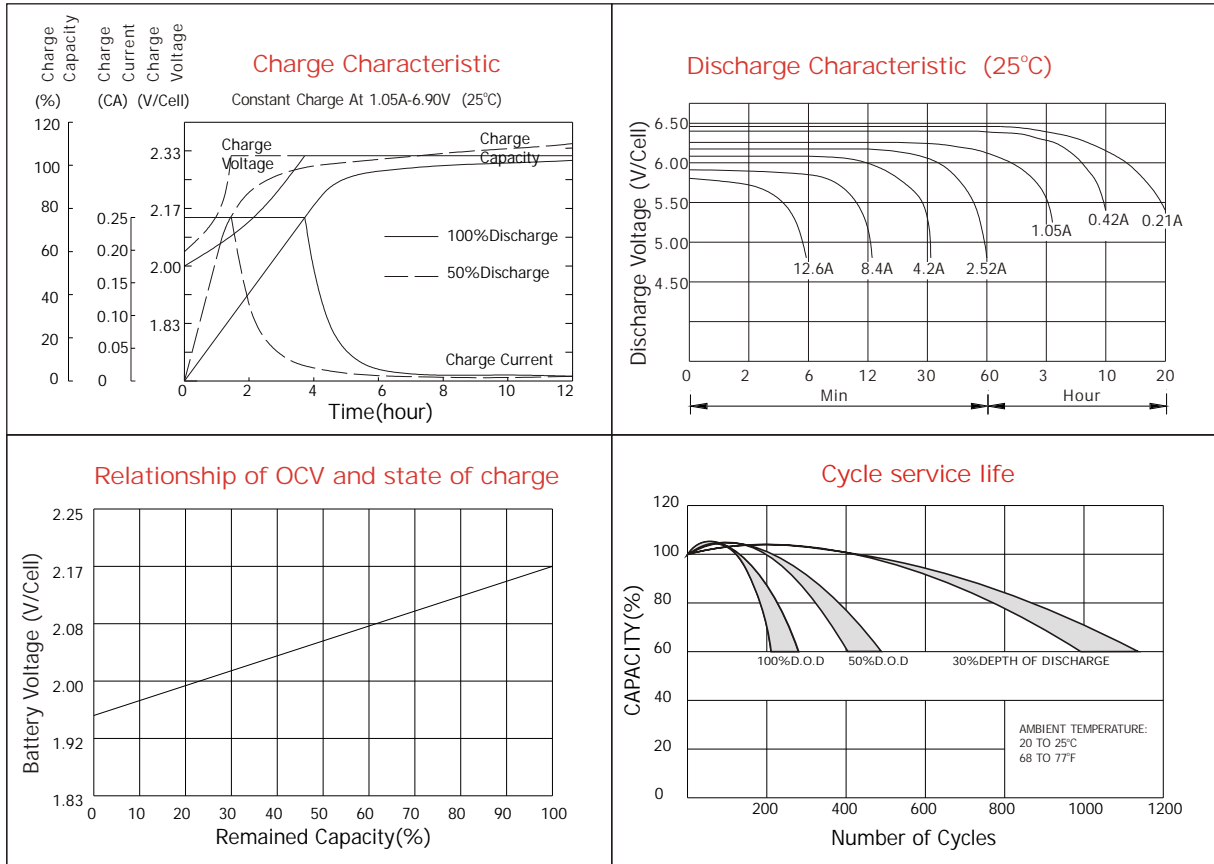 Charge Capacity
Charge Current
Charge Voltage
Charge Characteristic
(%) (CA) (V/Cell)
Constant Charge At 1.05A-6.90V (25°C)
120
100
80
60
40
20
0
0.25
0.20
0.15
0.10
0.05
0
2.33
2.17
2.00
1.83
Charge Voltage
Charge Capacity
100%Discharge
50%Discharge
Charge Current
0 2 4 6 8 10 12
Time(hour)
Discharge Characteristic (25°C)
Discharge Voltage (V/Cell)
6.50
6.00
5.50
5.00
4.50
12.6A 8.4A 4.2A 2.52A 1.05A 0.42A 0.21A
0 2 6 12 30 60 3 10 20
Min Hour
Relationship of OCV and state of charge
Battery Voltage (V/Cell)
2.25
2.17
2.08
2.00
1.92
1.83
0 10 20 30 40 50 60 70 80 90 100
Remained Capacity(%)
Cycle service life
CAPACITY(%)
120
100
80
60
40
20
0
100%D.O.D 50%D.O.D 30%DEPTH OF DISCHARGE
AMBIENT TEMPERATURE:
20 TO 25°C
68 TO 77°F
200 400 600 800 1000 1200
Number of Cycles